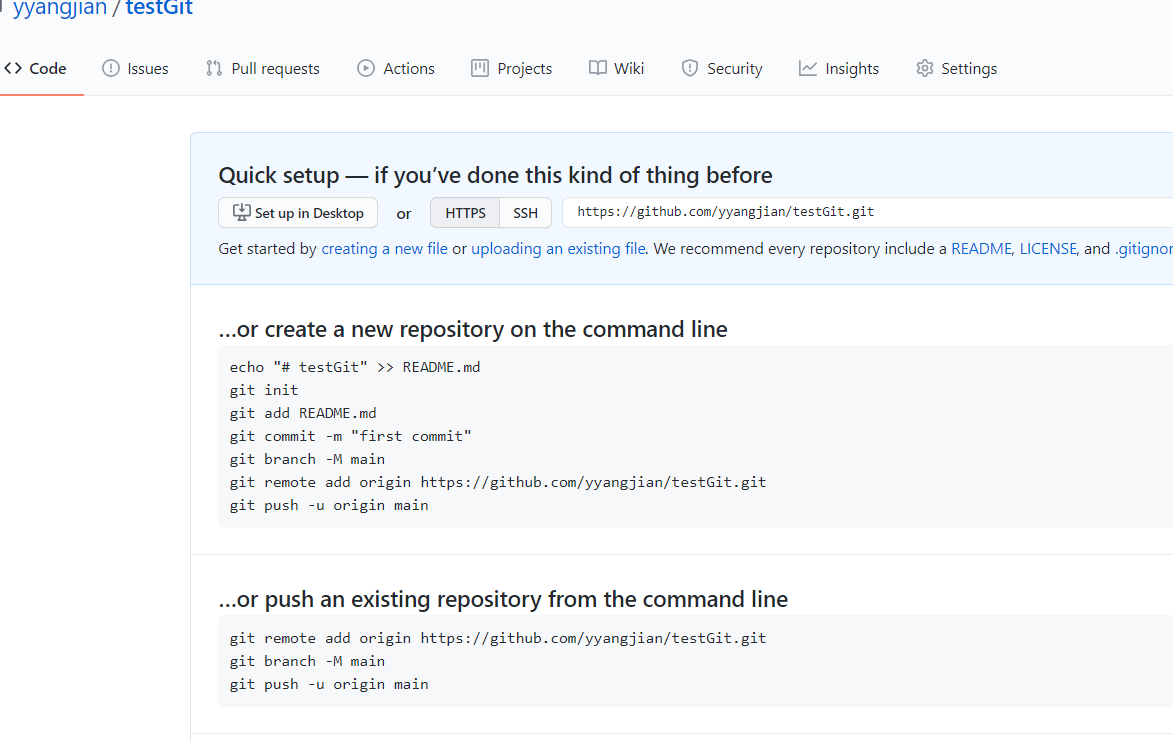 yyangjian / testGit
Code Issues Pull requests Actions Projects Wiki Security Insights Settings
Quick setup — if you’ve done this kind of thing before
Set up in Desktop or HTTPS SSH https://github.com/yyangjian/testGit.git
Get started by creating a new file or uploading an existing file. We recommend every repository include a README, LICENSE, and .gitignor
…or create a new repository on the command line
echo "# testGit" >> README.md
git init
git add README.md
git commit -m "first commit"
git branch -M main
git remote add origin https://github.com/yyangjian/testGit.git
git push -u origin main
…or push an existing repository from the command line
git remote add origin https://github.com/yyangjian/testGit.git
git branch -M main
git push -u origin main